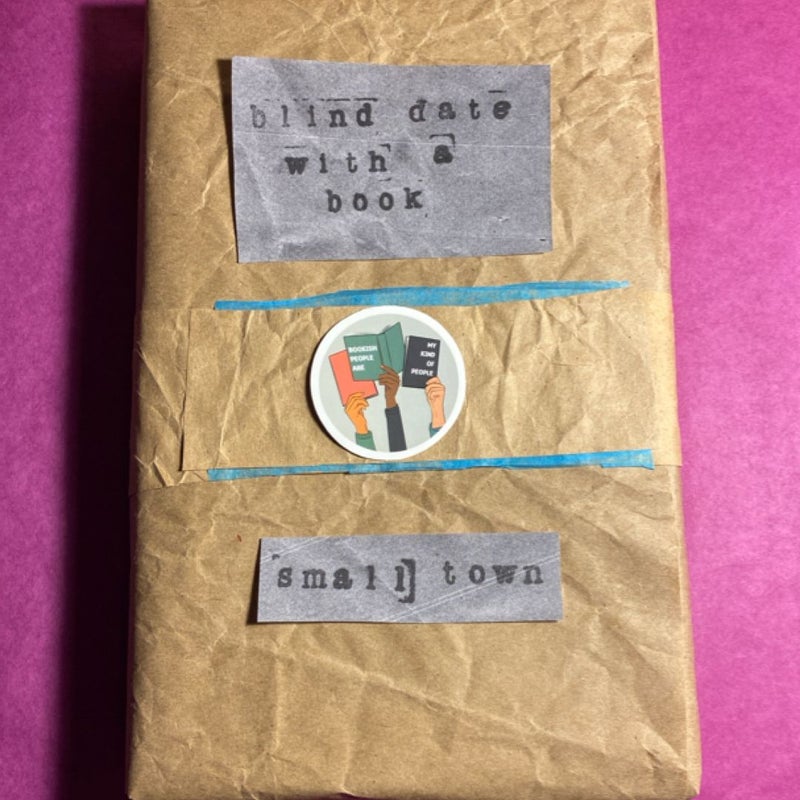 blind date
with a
book
BOOKISH
PEOPLE
ARE
MY
KIND
OF
PEOPLE
small town